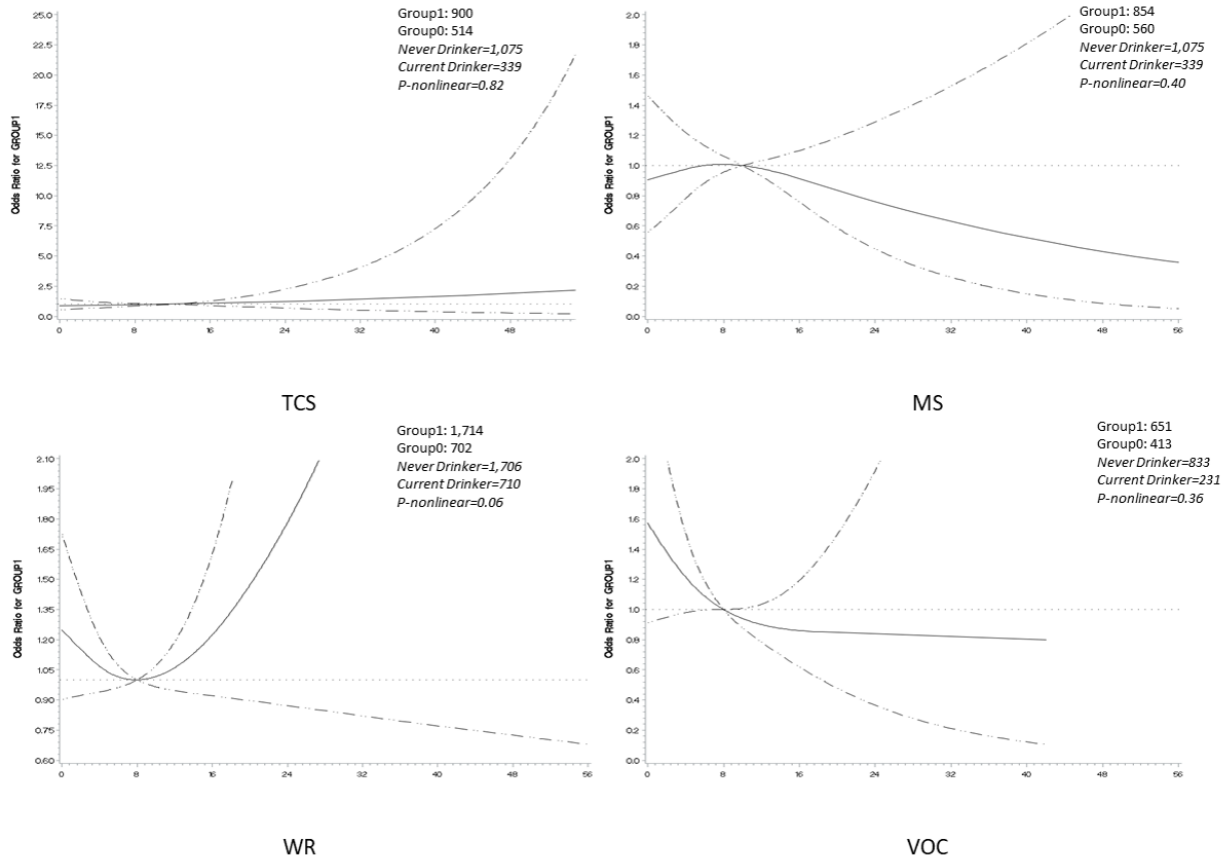 Group1: 900
Group0: 514
Never Drinker=1,075
Current Drinker=339
P-nonlinear=0.82
Odds Ratio for GROUP1
25.0
22.5
20.0
17.5
15.0
12.5
10.0
7.5
5.0
2.5
0.0
0 8 16 24 32 40 48
TCS
Group1: 854
Group0: 560
Never Drinker=1,075
Current Drinker=339
P-nonlinear=0.40
Odds Ratio for GROUP1
2.0
1.8
1.6
1.4
1.2
1.0
0.8
0.6
0.4
0.2
0.0
0 8 16 24 32 40 48 56
MS
Group1: 1,714
Group0: 702
Never Drinker=1,706
Current Drinker=710
P-nonlinear=0.06
Odds Ratio for GROUP1
2.10
1.95
1.80
1.65
1.50
1.35
1.20
1.05
0.90
0.75
0.60
0 8 16 24 32 40 48 56
WR
Group1: 651
Group0: 413
Never Drinker=833
Current Drinker=231
P-nonlinear=0.36
Odds Ratio for GROUP1
2.0
1.8
1.6
1.4
1.2
1.0
0.8
0.6
0.4
0.2
0.0
0 8 16 24 32 40 48 56
VOC